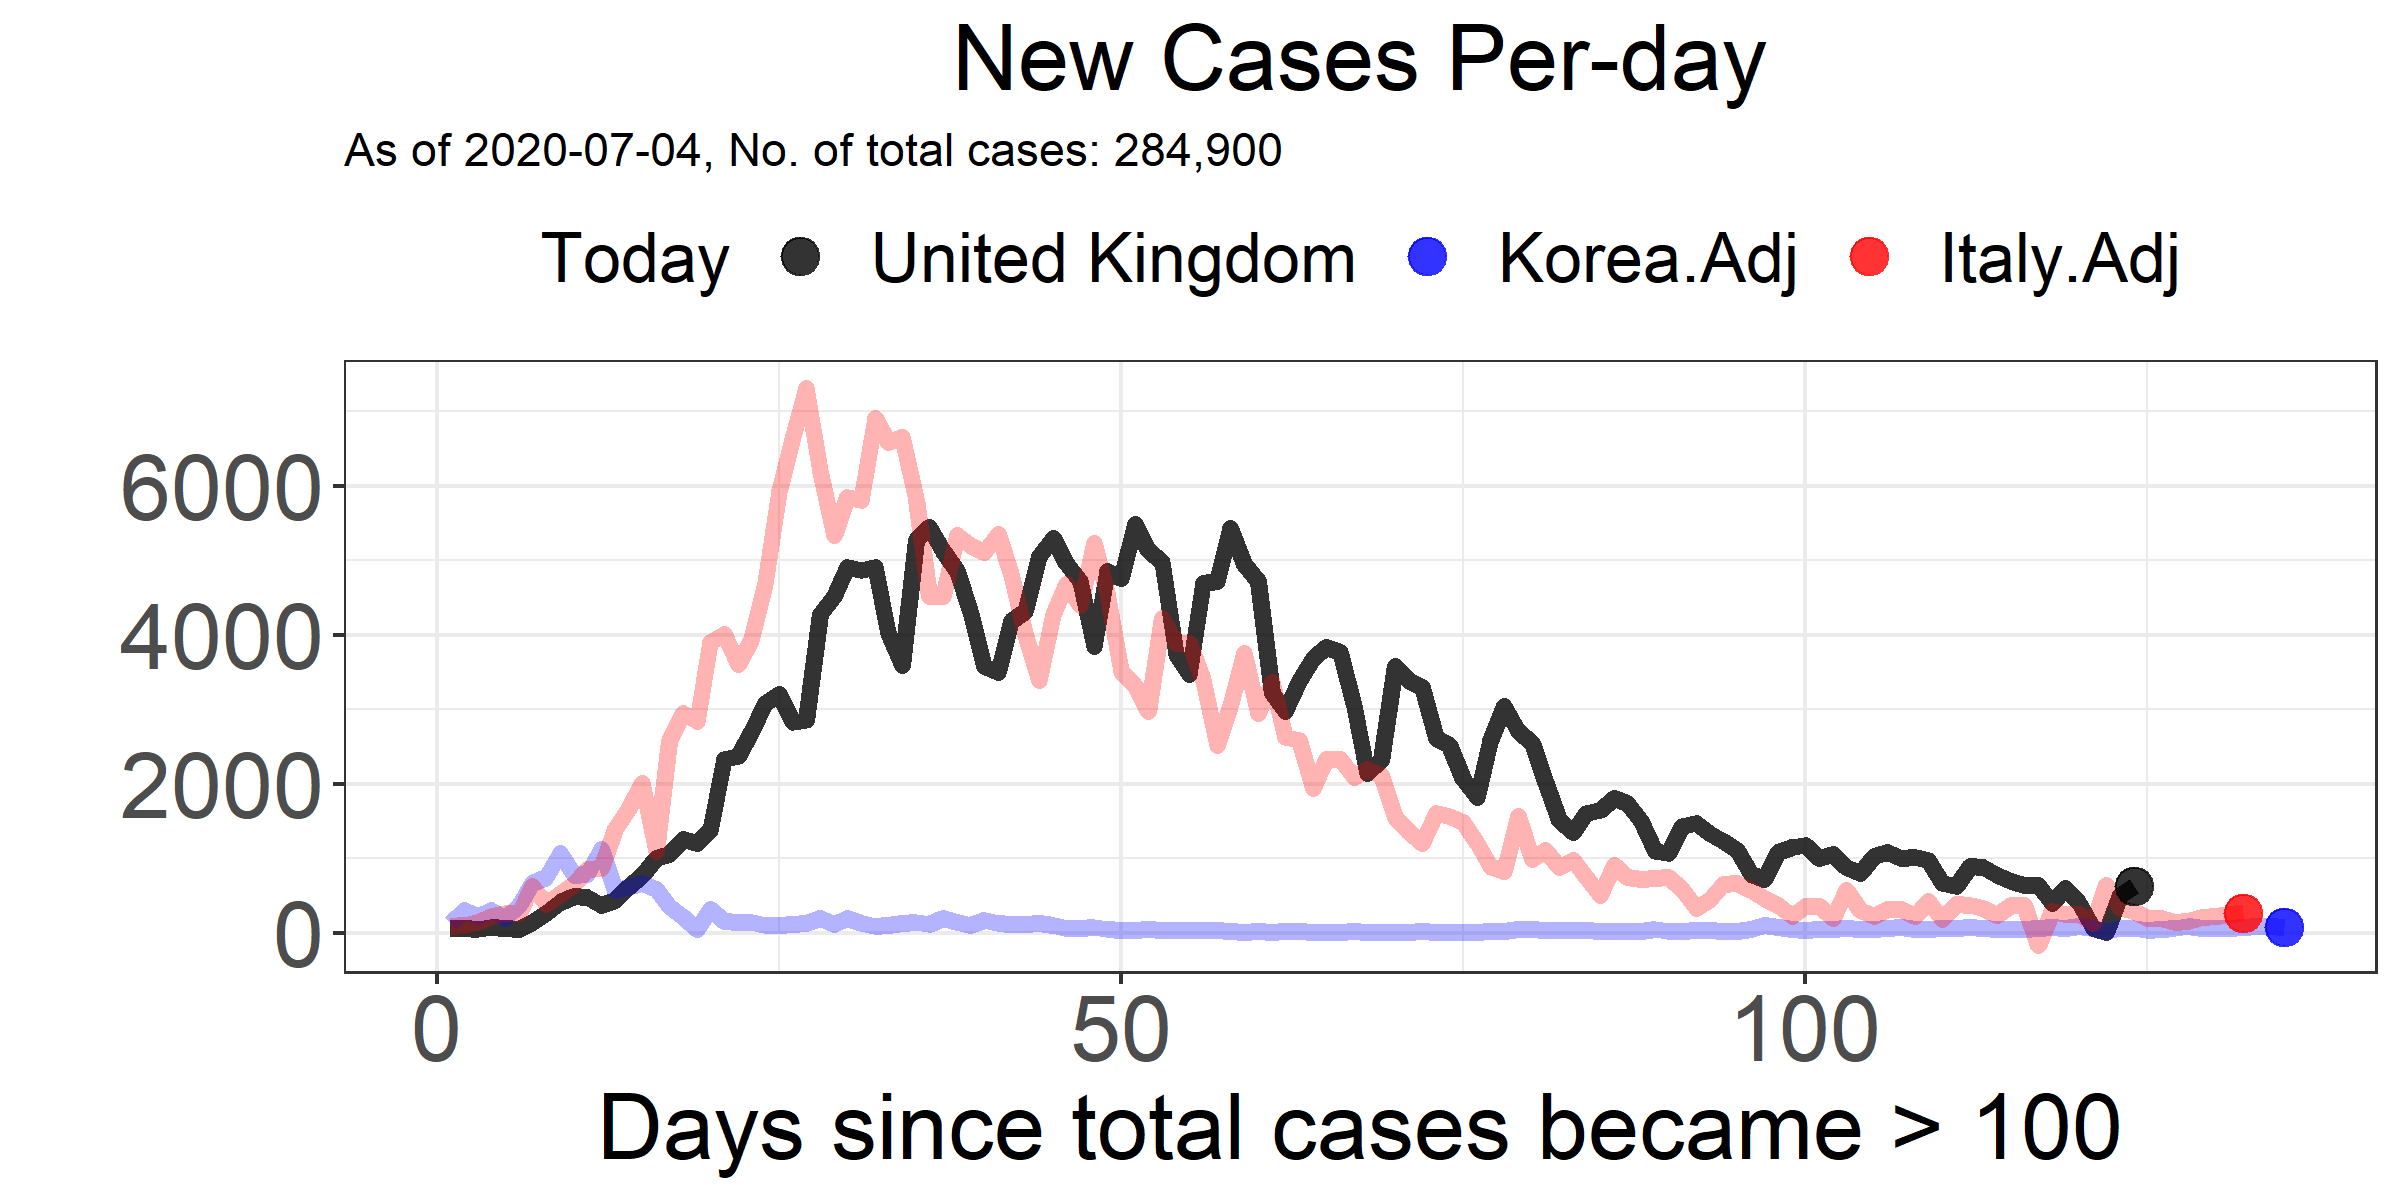 New Cases Per-day
As of 2020-07-04, No. of total cases: 284,900
Today United Kingdom Korea.Adj Italy.Adj
6000
4000
2000
0
0 50 100
Days since total cases became > 100